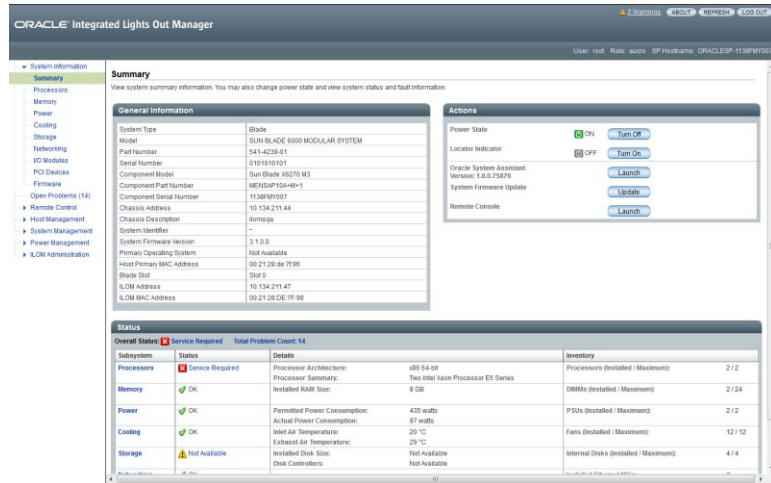 2 Warnings ABOUT REFRESH LOG OUT
ORACLE Integrated Lights Out Manager
User: root Role: aucro SP Hostname: ORACLESP-1138FMY007
System Information
Summary
Processors
Memory
Power
Cooling
Storage
Networking
I/O Modules
PCI Devices
Firmware
Open Problems (14)
Remote Control
Host Management
System Management
Power Management
ILOM Administration
Summary
View system summary information. You may also change power state and view system status and fault information.
General Information
System Type Blade
Model SUN BLADE 6000 MODULAR SYSTEM
Part Number 541-4239-01
Serial Number 0101010101
Component Model Sun Blade X6270 M3
Component Part Number MENSAP10A+M+1
Component Serial Number 1138FMY007
Chassis Address 10.134.211.44
Chassis Description ilomsqa
System Identifier -
System Firmware Version 3.1.0.0
Primary Operating System Not Available
Host Primary MAC Address 00:21:28:de:7f:96
Blade Slot Slot 0
ILOM Address 10.134.211.47
ILOM MAC Address 00:21:28:DE:7F:98
Actions
Power State ON Turn Off
Locator Indicator OFF Turn On
Oracle System Assistant
Version: 1.0.0.75876 Launch
System Firmware Update Update
Remote Console Launch
Status
Overall Status: Service Required Total Problem Count: 14
Subsystem Status Details Inventory
Processors Service Required Processor Architecture: x86 64-bit Processors (Installed / Maximum): 2 / 2
Processor Summary: Two Intel Xeon Processor E5 Series
Memory OK Installed RAM Size: 8 GB DIMMs (Installed / Maximum): 2 / 24
Power OK Permitted Power Consumption: 435 watts PSUs (Installed / Maximum): 2 / 2
Actual Power Consumption: 97 watts
Cooling OK Inlet Air Temperature: 20 °C Fans (Installed / Maximum): 12 / 12
Exhaust Air Temperature: 29 °C
Storage Not Available Installed Disk Size: Not Available Internal Disks (Installed / Maximum): 4 / 4
Disk Controllers: Not Available